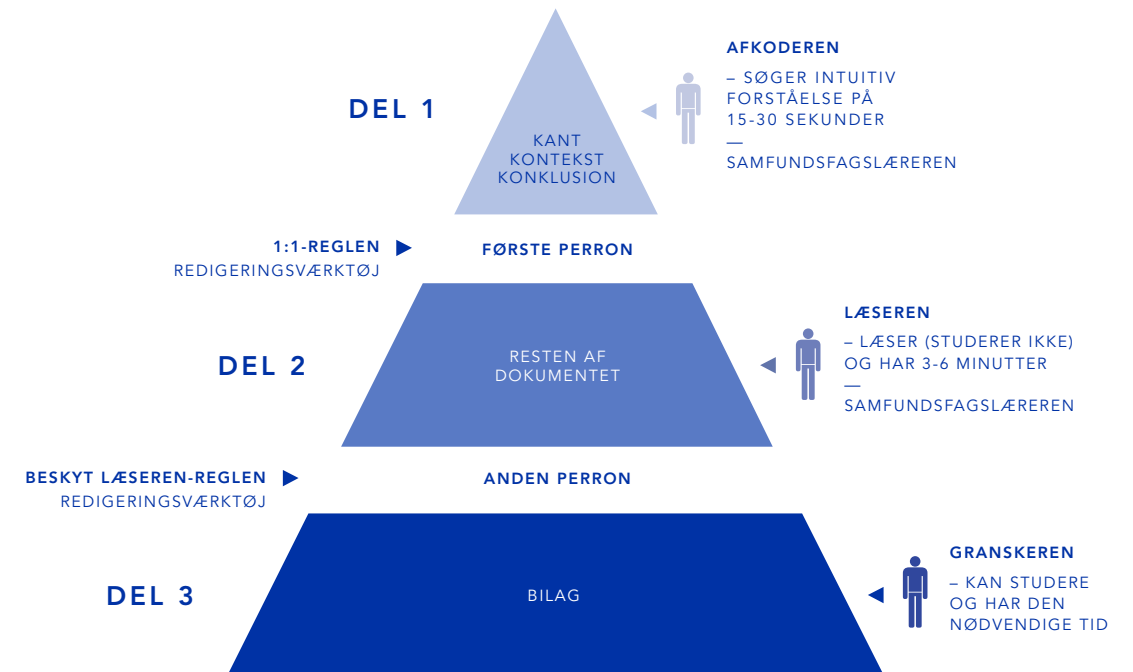 DEL 1
KANT
KONTEKST
KONKLUSION
AFKODEREN
– SØGER INTUITIV
FORSTÅELSE PÅ
15-30 SEKUNDER
—
SAMFUNDSFAGSLÆREREN
1:1-REGLEN
REDIGERINGSVÆRKTØJ
FØRSTE PERRON
DEL 2
RESTEN AF
DOKUMENTET
LÆSEREN
– LÆSER (STUDERER IKKE)
OG HAR 3-6 MINUTTER
—
SAMFUNDSFAGSLÆREREN
BESKYT LÆSEREN-REGLEN
REDIGERINGSVÆRKTØJ
ANDEN PERRON
DEL 3
BILAG
GRANSKEREN
– KAN STUDERE
OG HAR DEN
NØDVENDIGE TID